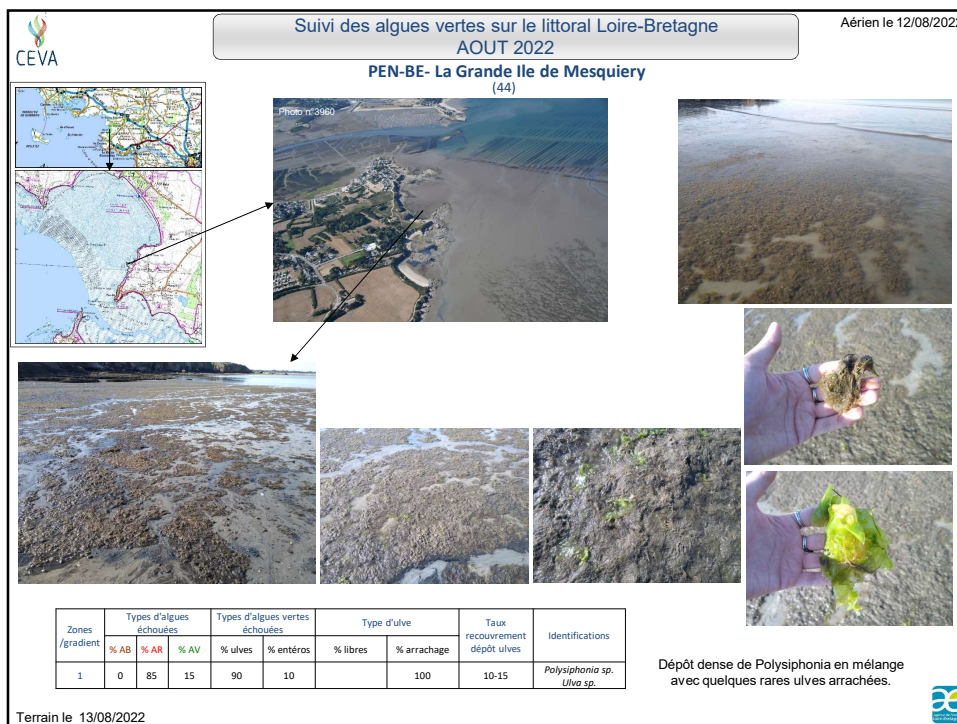 CEVA
Suivi des algues vertes sur le littoral Loire-Bretagne
AOUT 2022
Aérien le 12/08/2022
PEN-BE- La Grande Ile de Mesquiery
(44)
Photo n°3960
Zones /gradient
Types d'algues échouées
Types d'algues vertes échouées
Type d'ulve
Taux recouvrement dépôt ulves
Identifications
% AB
% AR
% AV
% ulves
% entéros
% libres
% arrachage
1
0
85
15
90
10
100
10-15
Polysiphonia sp.
Ulva sp.
Dépôt dense de Polysiphonia en mélange
avec quelques rares ulves arrachées.
Terrain le 13/08/2022